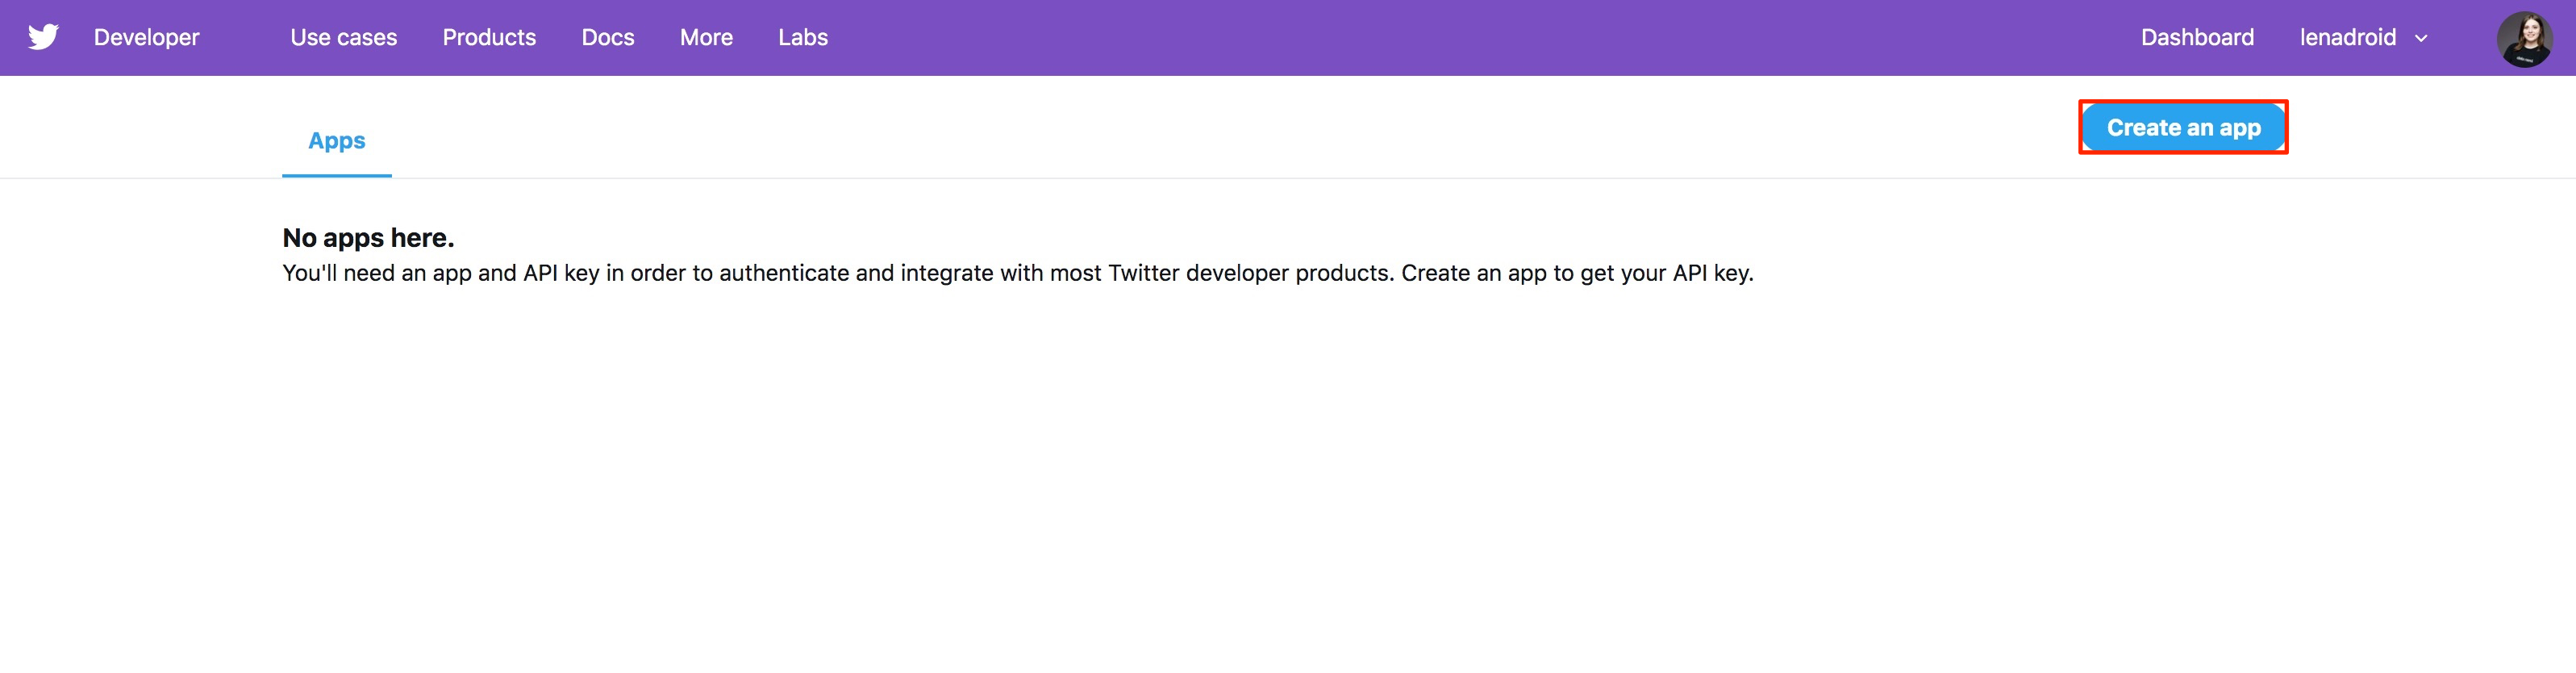 Developer Use cases Products Docs More Labs Dashboard lenadroid
Apps Create an app
No apps here.
You'll need an app and API key in order to authenticate and integrate with most Twitter developer products. Create an app to get your API key.